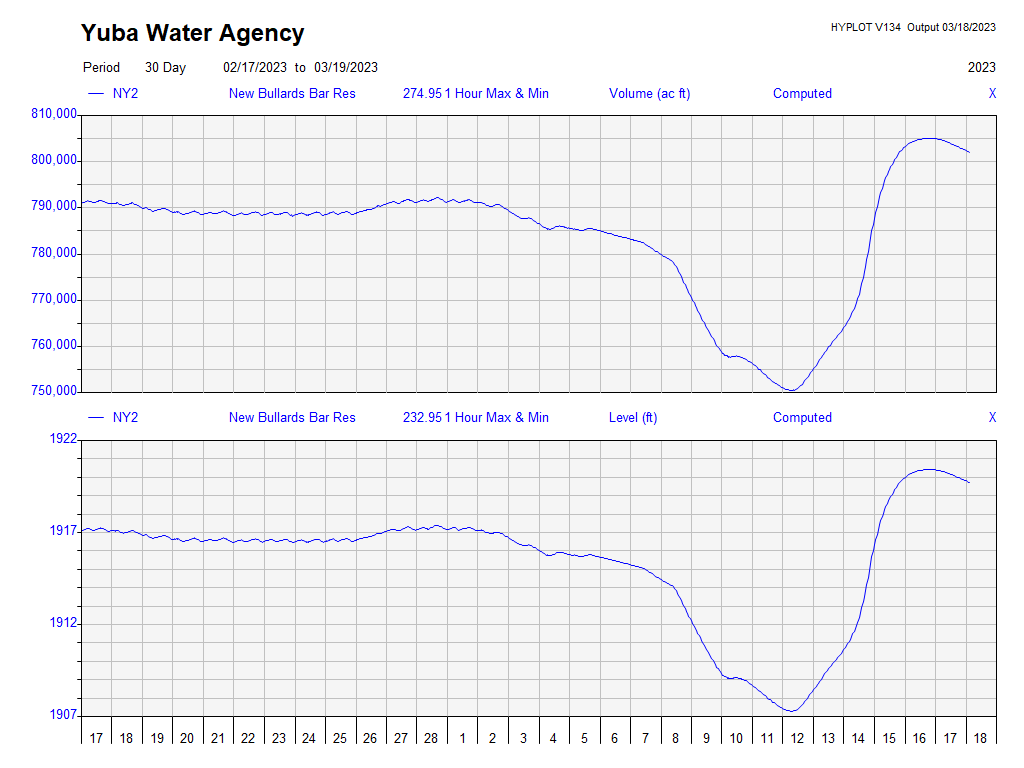 Yuba Water Agency
HYPLOT V134 Output 03/18/2023
Period 30 Day 02/17/2023 to 03/19/2023 2023
NY2 New Bullards Bar Res 274.95 1 Hour Max & Min Volume (ac ft) Computed X
810,000
800,000
790,000
780,000
770,000
760,000
750,000
NY2 New Bullards Bar Res 232.95 1 Hour Max & Min Level (ft) Computed X
1922
1917
1912
1907
17 18 19 20 21 22 23 24 25 26 27 28 1 2 3 4 5 6 7 8 9 10 11 12 13 14 15 16 17 18